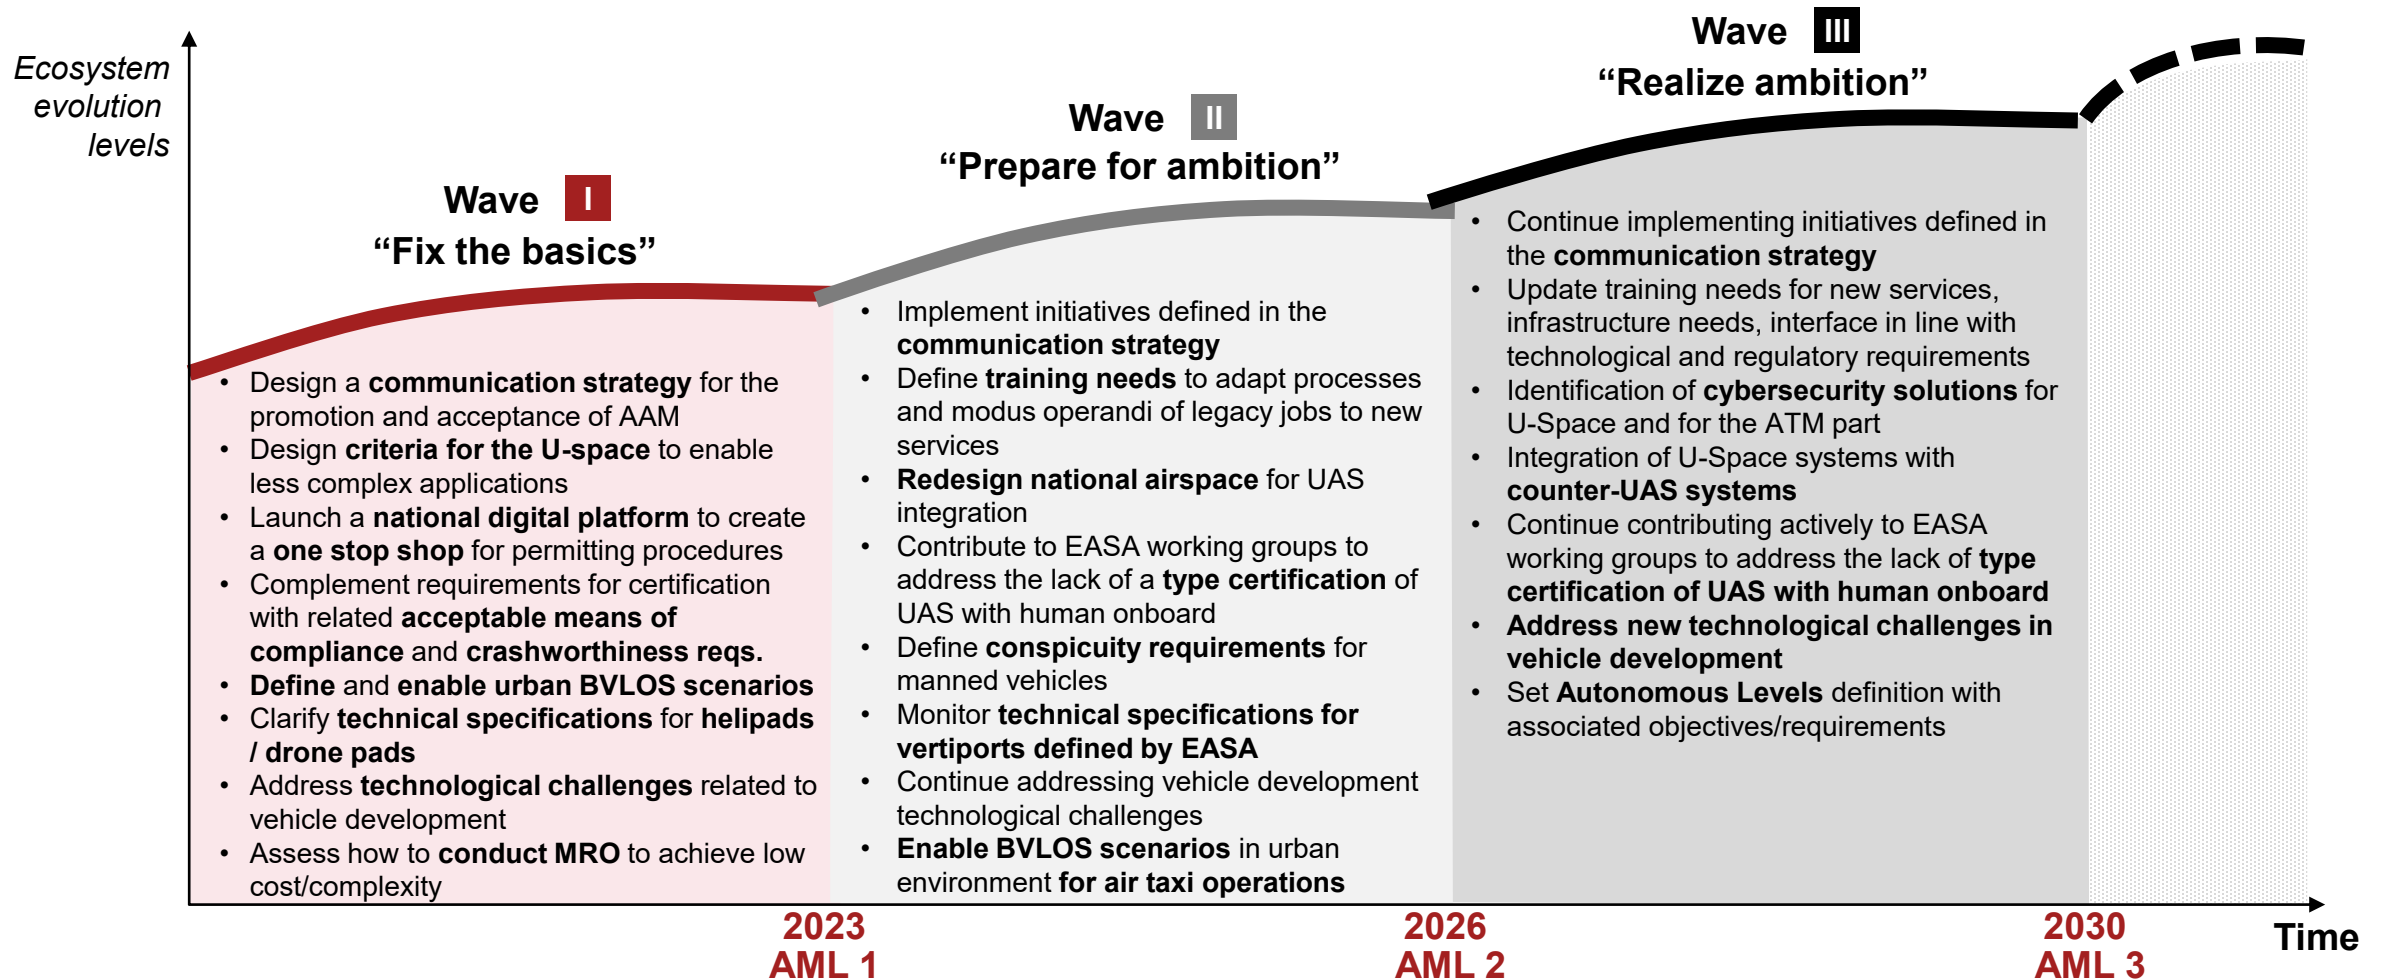 Ecosystem
evolution
levels
Wave I
“Fix the basics”
• Design a communication strategy for the
promotion and acceptance of AAM
• Design criteria for the U-space to enable
less complex applications
• Launch a national digital platform to create
a one stop shop for permitting procedures
• Complement requirements for certification
with related acceptable means of
compliance and crashworthiness reqs.
• Define and enable urban BVLOS scenarios
• Clarify technical specifications for helipads
/ drone pads
• Address technological challenges related to
vehicle development
• Assess how to conduct MRO to achieve low
cost/complexity
Wave II
“Prepare for ambition”
• Implement initiatives defined in the
communication strategy
• Define training needs to adapt processes
and modus operandi of legacy jobs to new
services
• Redesign national airspace for UAS
integration
• Contribute to EASA working groups to
address the lack of a type certification of
UAS with human onboard
• Define conspicuity requirements for
manned vehicles
• Monitor technical specifications for
vertiports defined by EASA
• Continue addressing vehicle development
technological challenges
• Enable BVLOS scenarios in urban
environment for air taxi operations
Wave III
“Realize ambition”
• Continue implementing initiatives defined in
the communication strategy
• Update training needs for new services,
infrastructure needs, interface in line with
technological and regulatory requirements
• Identification of cybersecurity solutions for
U-Space and for the ATM part
• Integration of U-Space systems with
counter-UAS systems
• Continue contributing actively to EASA
working groups to address the lack of type
certification of UAS with human onboard
• Address new technological challenges in
vehicle development
• Set Autonomous Levels definition with
associated objectives/requirements
2023
AML 1
2026
AML 2
2030
AML 3
Time